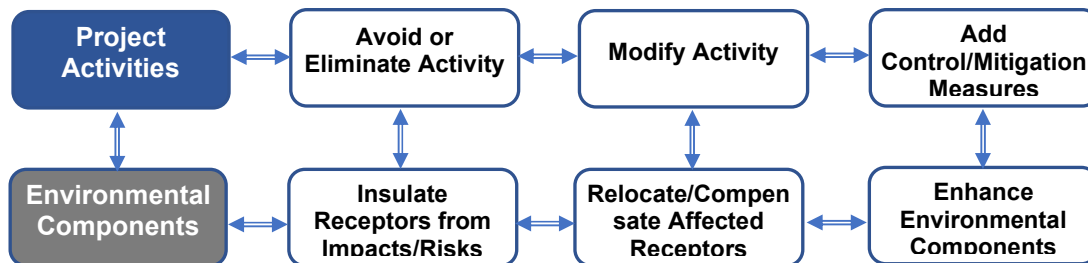 Project
Activities
Avoid or
Eliminate Activity
Modify Activity
Add
Control/Mitigation
Measures
Environmental
Components
Insulate
Receptors from
Impacts/Risks
Relocate/Compen
sate Affected
Receptors
Enhance
Environmental
Components